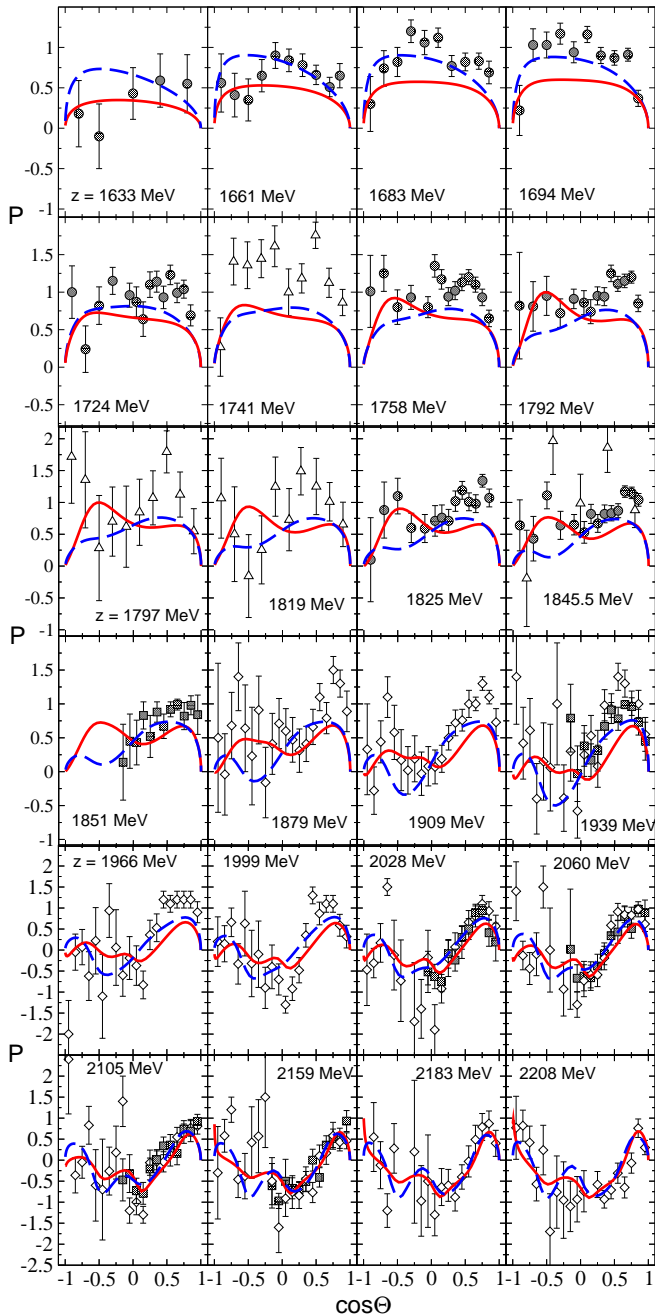 1.5
1
0.5
0
0.5
1
z = 1633 MeV
1661 MeV
1683 MeV
1694 MeV
P
1.5
1
0.5
0
-0.5
1724 MeV
1741 MeV
1758 MeV
1792 MeV
2
1.5
1
0.5
0
0.5
1
z = 1797 MeV
1819 MeV
1825 MeV
1845.5 MeV
P
1.5
1
0.5
0
-0.5
-1
1851 MeV
1879 MeV
1909 MeV
1939 MeV
z = 1966 MeV
1999 MeV
2028 MeV
2060 MeV
2
1.5
1
0.5
0
-0.5
-1
-1.5
-2
P
2105 MeV
2159 MeV
2183 MeV
2208 MeV
2
1.5
1
0.5
0
-0.5
-1
-1.5
-2
-2.5
-1 -0.5 0 0.5 1 -0.5 0 0.5 1 -0.5 0 0.5 1 -0.5 0 0.5 1
cosΘ